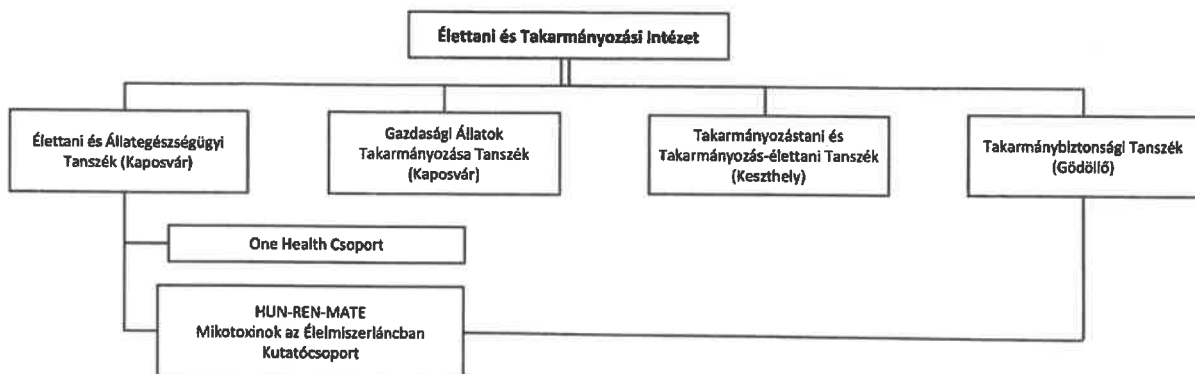 Élettani és Takarmányozási Intézet
Élettani és Állategészségügyi
Tanszék (Kaposvár)
Gazdasági Állatok
Takarmányozása Tanszék
(Kaposvár)
Takarmányozástani és
Takarmányozás-élettani Tanszék
(Keszthely)
Takarmánybiztonsági Tanszék
(Gödöllő)
One Health Csoport
HUN-REN-MATE
Mikotoxinok az Élelmiszerláncban
Kutatócsoport